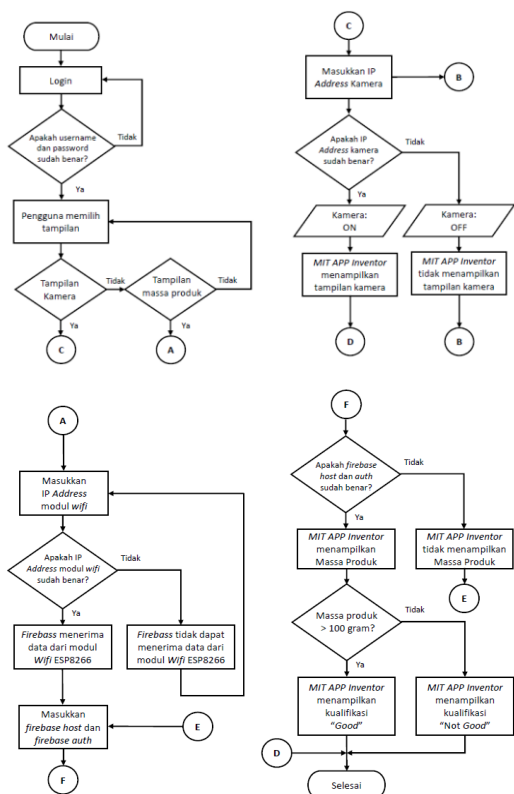 Mulai
Login
Apakah username
dan password
sudah benar?
Tidak
Ya
Pengguna memilih
tampilan
Tampilan
Kamera
Tidak
Tampilan
massa produk
Tidak
Ya
Ya
C
A
C
Masukkan IP
Address Kamera
B
Apakah IP
Address kamera
sudah benar?
Tidak
Ya
Kamera:
ON
Kamera:
OFF
MIT APP Inventor
menampilkan
tampilan kamera
MIT APP Inventor
tidak menampilkan
tampilan kamera
D
B
A
Masukkan
IP Address
modul wifi
Apakah IP
Address modul wifi
sudah benar?
Tidak
Ya
Firebass menerima
data dari modul
Wifi ESP8266
Firebass tidak dapat
menerima data dari
modul Wifi ESP8266
Masukkan
firebase host dan
firebase auth
E
F
F
Apakah firebase
host dan auth
sudah benar?
Tidak
Ya
MIT APP Inventor
menampilkan
Massa Produk
MIT APP Inventor
tidak menampilkan
Massa Produk
E
Massa produk
> 100 gram?
Tidak
Ya
MIT APP Inventor
menampilkan
kualifikasi
"Good"
MIT APP Inventor
menampilkan
kualifikasi
"Not Good"
D
Selesai